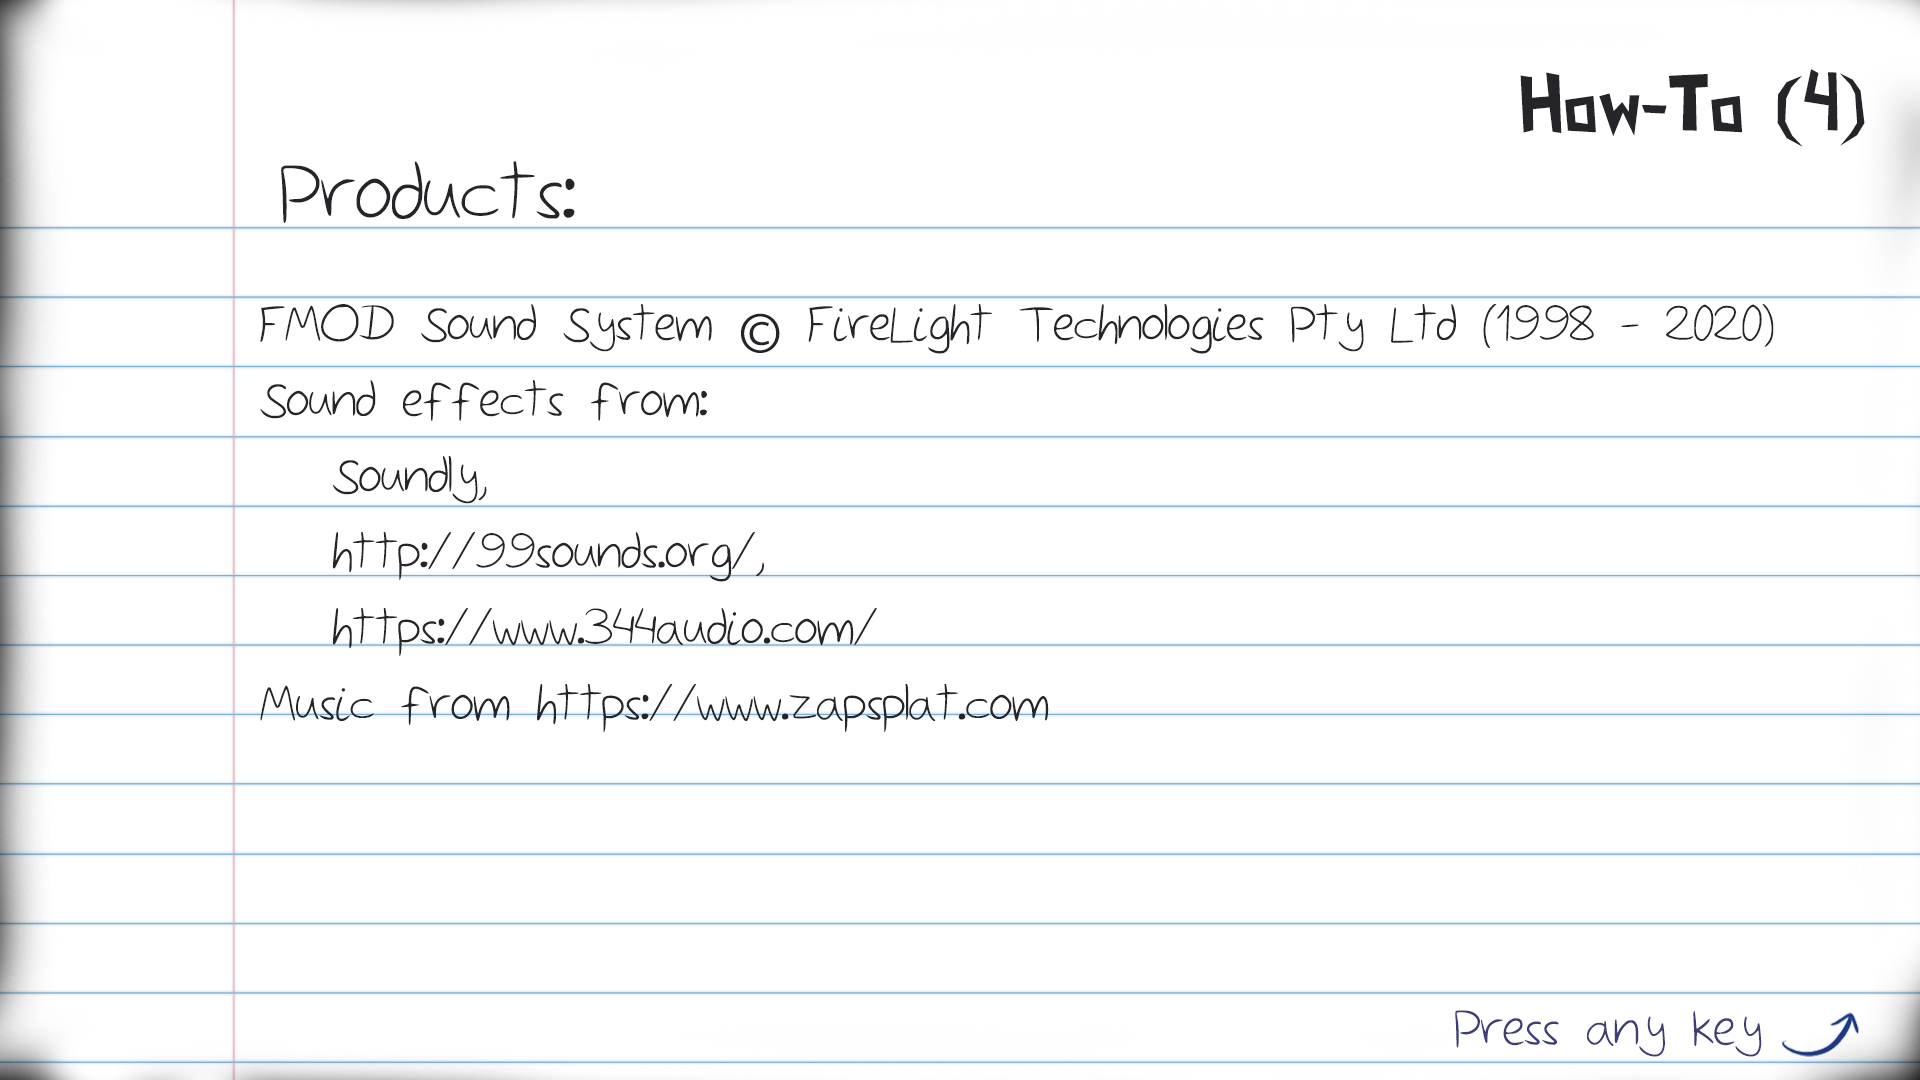 How-To (4)
Products:
FMOD Sound System © FireLight Technologies Pty Ltd (1998 - 2020)
Sound effects from:
Soundly,
http://99sounds.org/,
https://www.344audio.com/
Music from https://www.zapsplat.com
Press any key